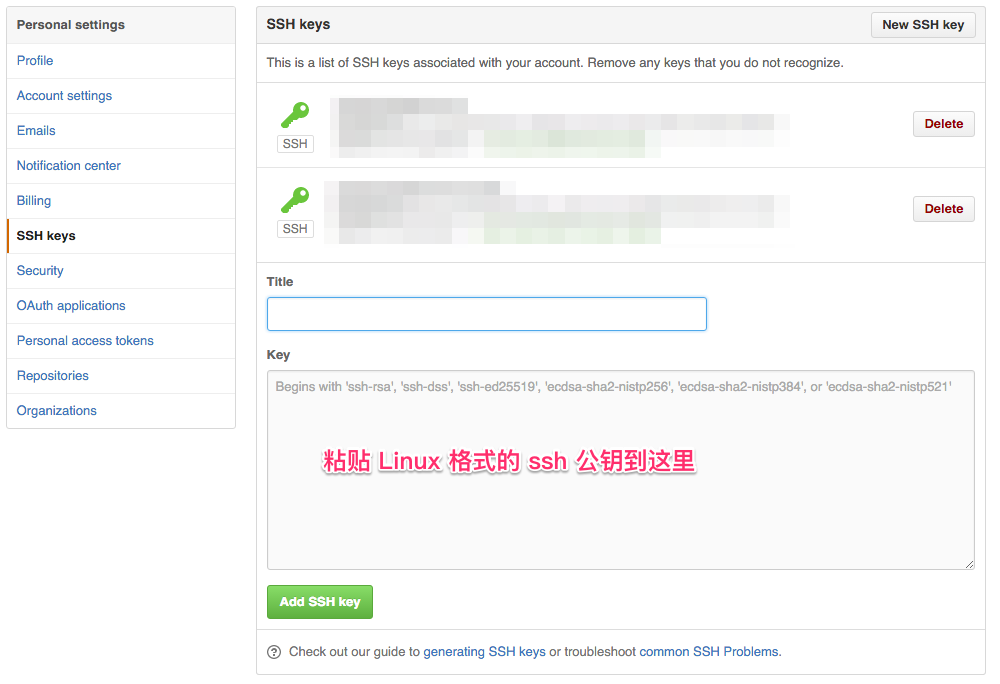 Personal settings
Profile
Account settings
Emails
Notification center
Billing
SSH keys
Security
OAuth applications
Personal access tokens
Repositories
Organizations
SSH keys
New SSH key
This is a list of SSH keys associated with your account. Remove any keys that you do not recognize.
SSH
Delete
SSH
Delete
Title
Key
Begins with 'ssh-rsa', 'ssh-dss', 'ssh-ed25519', 'ecdsa-sha2-nistp256', 'ecdsa-sha2-nistp384', or 'ecdsa-sha2-nistp521'
粘贴 Linux 格式的 ssh 公钥到这里
Add SSH key
Check out our guide to generating SSH keys or troubleshoot common SSH Problems.